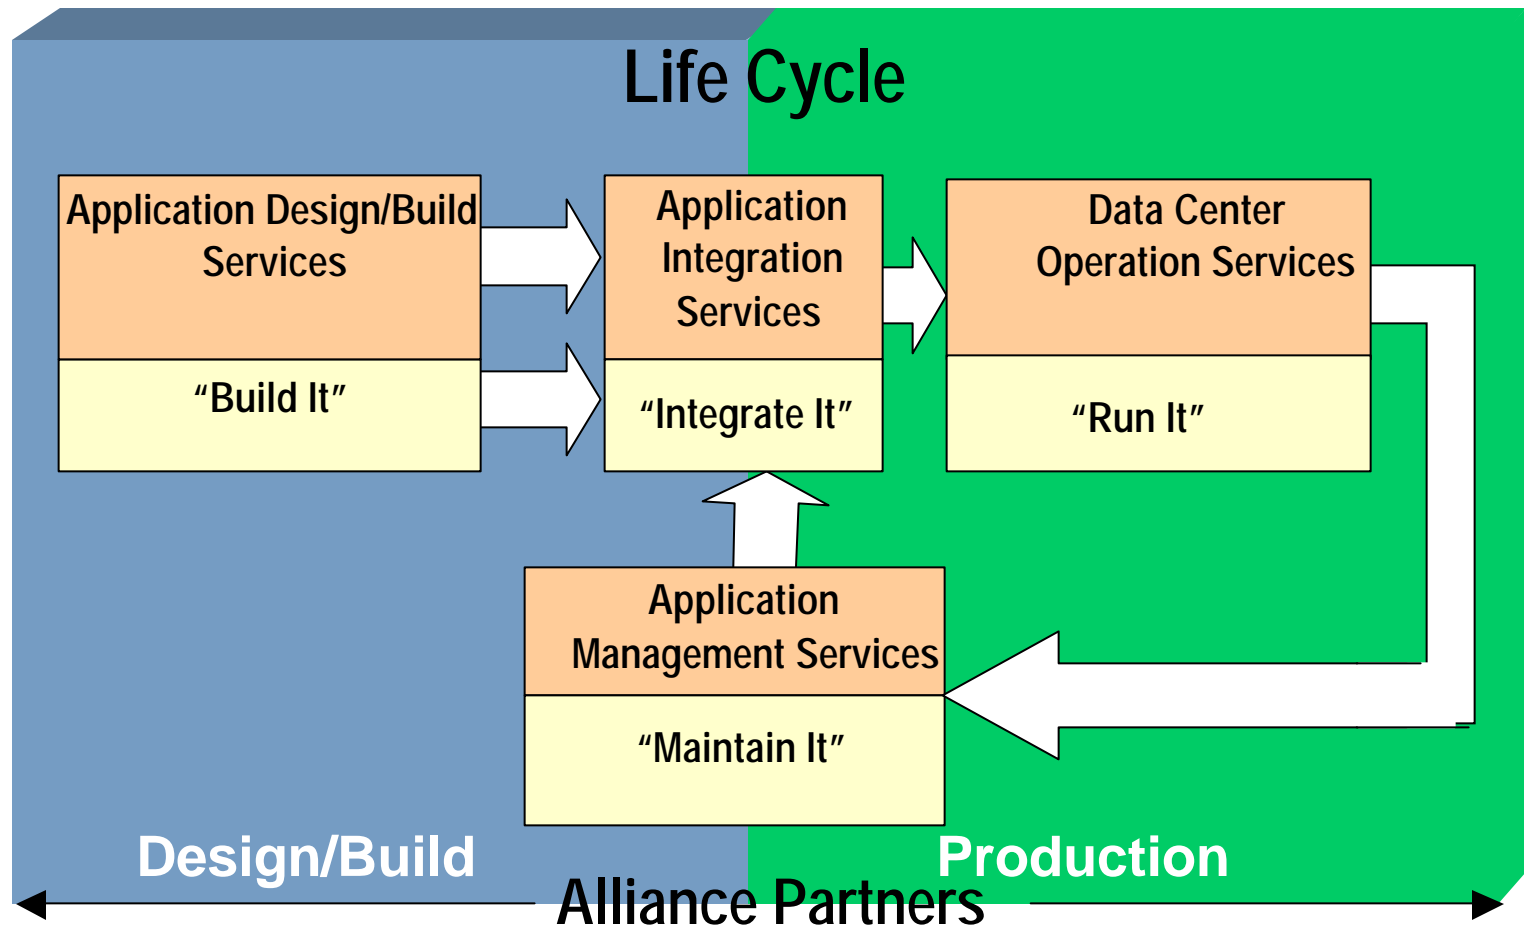 Life Cycle
Application Design/Build
Services
“Build It”
Application
Integration
Services
“Integrate It”
Data Center
Operation Services
“Run It”
Application
Management Services
“Maintain It”
Design/Build
Production
Alliance Partners